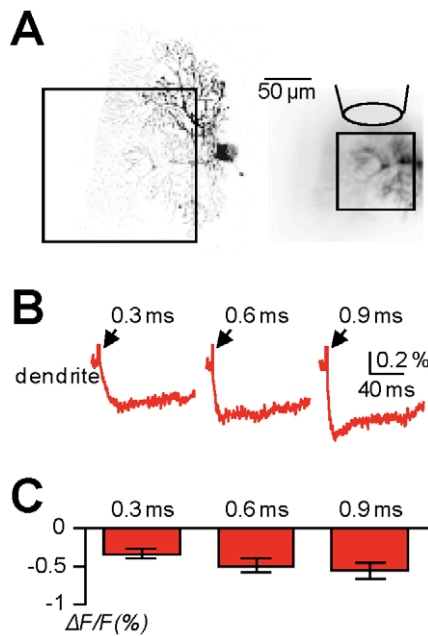 A
50 µm
B
0.3 ms 0.6 ms 0.9 ms
dendrite
0.2 %
40 ms
C
0.3 ms 0.6 ms 0.9 ms
0
-0.5
-1
ΔF/F(%)